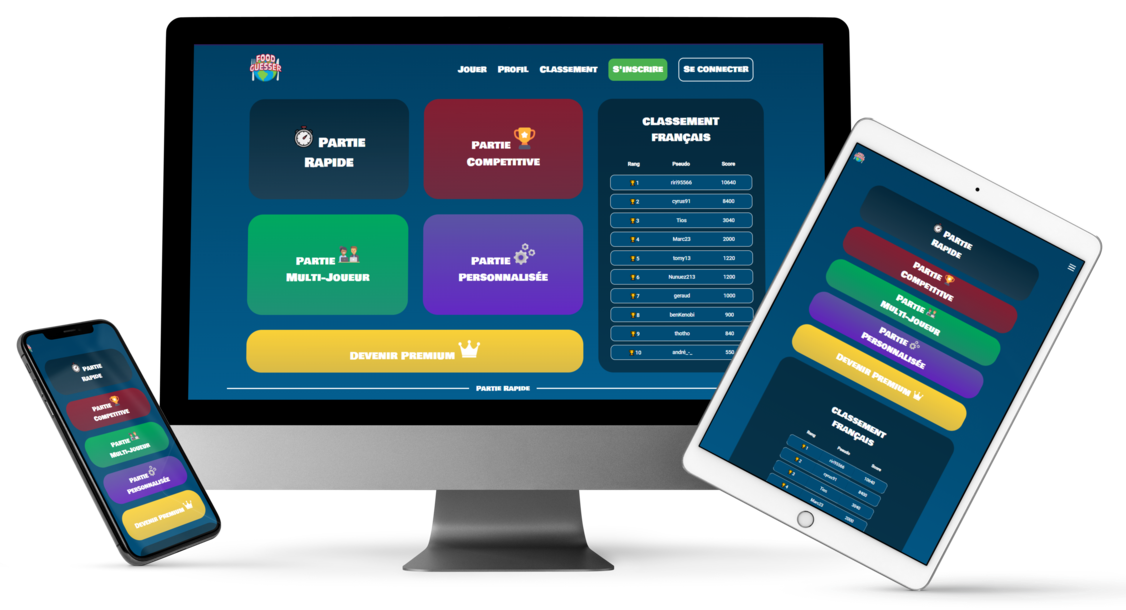 FOOD
GUESSER
Jouer
Profil
Classement
S'inscrire
Se connecter
Partie
Rapide
Partie
Competitive
Partie
Multi-Joueur
Partie
Personnalisée
Devenir Premium
Partie Rapide
Classement
Français
Rang Pseudo Score
1 riri95566 10640
2 cyrus91 8400
3 Tios 3040
4 Marc23 2000
5 tomy13 1220
6 Nunuez213 1200
7 geraud 1000
8 benKenobi 900
9 thotho 840
10 andré_-_ 550
Partie
Rapide
Partie
Competitive
Partie
Multi-Joueur
Partie
Personnalisée
Devenir Premium
Partie
Rapide
Partie
Competitive
Partie
Multi-Joueur
Partie
Personnalisée
Devenir Premium
Classement
Français
Rang Pseudo Score
1 riri95566 10640
2 cyrus91 8400
3 Tios 3040
4 Marc23 2000